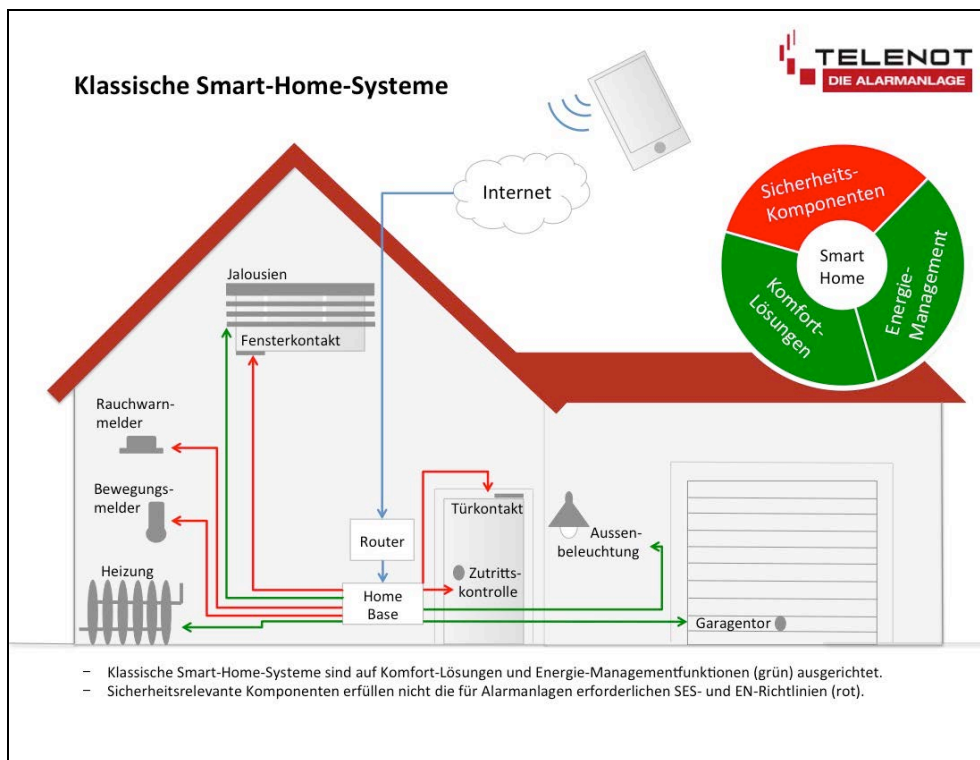 Klassische Smart-Home-Systeme
TELENOT
DIE ALARMANLAGE
Internet
Sicherheits-
Komponenten
Smart
Home
Komfort-
Lösungen
Energie-
Management
Jalousien
Fensterkontakt
Rauchwarn-
melder
Bewegungs-
melder
Heizung
Router
Home
Base
Türkontakt
Zutritts-
kontrolle
Aussen-
beleuchtung
Garagentor
– Klassische Smart-Home-Systeme sind auf Komfort-Lösungen und Energie-Managementfunktionen (grün) ausgerichtet.
– Sicherheitsrelevante Komponenten erfüllen nicht die für Alarmanlagen erforderlichen SES- und EN-Richtlinien (rot).